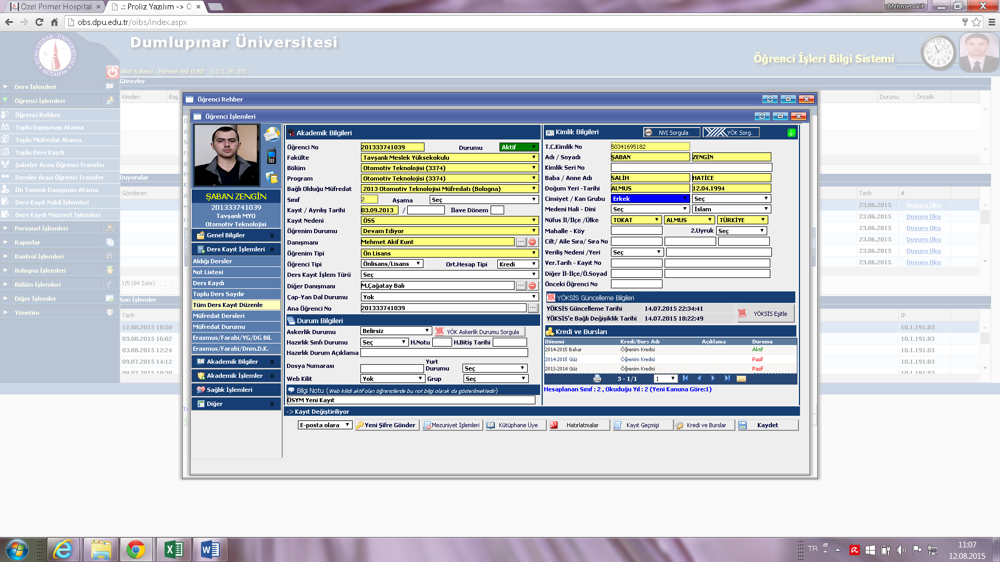 Özel Primer Hospital
.:: Proliz Yazılım -> Ö
Mehmet Akif
obs.dpu.edu.tr/oibs/index.aspx
Dumlupınar Üniversitesi
DUMLUPINAR ÜNİVERSİTESİ
KÜTAHYA
Öğrenci İşleri Bilgi Sistemi
Aktif Kullanıcı : Mehmet Akif KUNT (10.1.191.83)
Ders İşlemleri
Öğrenci İşlemleri
Öğrenci Rehber
Toplu Danışman Atama
Toplu Müfredat Atama
Toplu Ders Kaydı
Şubeler Arası Öğrenci Transfer
Dersler Arası Öğrenci Transfer
Ön Tanımlı Danışman Atama
Ders Kayıt Nakil İşlemleri
Ders Kaydı Mazeret İşlemleri
Personel İşlemleri
Raporlar
Kontrol İşlemleri
Bologna İşlemleri
Bölüm İşlemleri
Diğer İşlemler
Yönetim
Görevler
Kimden Baş. Durumu Öncelik
Duyurular
Gönderen Tarih #
23.06.2015 Duyuru Oku
23.06.2015 Duyuru Oku
23.06.2015 Duyuru Oku
23.06.2015 Duyuru Oku
23.06.2015 Duyuru Oku
23.06.2015 Duyuru Oku
1/5 (84 Satır)
Son İşlemler
Tarih IP
12.08.2015 10:58 10.1.191.83
03.08.2015 16:02 10.1.191.83
03.08.2015 12:24 10.1.191.83
09.07.2015 14:12 10.1.191.83
09.07.2015 10:30 10.1.191.83
Öğrenci Rehber
Öğrenci İşlemleri
ŞABAN ZENGİN
201333741039
Tavşanlı MYO
Otomotiv Teknolojisi
Genel Bilgiler
Ders Kayıt İşlemleri
Aldığı Dersler
Not Listesi
Ders Kaydı
Toplu Ders Saydır
Tüm Ders Kayıt Düzenle
Müfredat Dersleri
Müfredat Durumu
Erasmus/Farabi/YG/DG Bil.
Erasmus/Farabi/Dnm.D.K.
Akademik Bilgiler
Akademik İşlemler
Sağlık İşlemleri
Diğer
Akademik Bilgileri
Öğrenci No 201333741039 Durumu Aktif
Fakülte Tavşanlı Meslek Yüksekokulu
Bölüm Otomotiv Teknolojisi (3374)
Program Otomotiv Teknolojisi (3374)
Bağlı Olduğu Müfredat 2013 Otomotiv Teknolojisi Müfredatı (Bologna)
Sınıf 2 Aşama Seç
Kayıt / Ayrılış Tarihi 03.09.2013 / İlave Dönem
Kayıt Nedeni ÖSS
Öğrenim Durumu Devam Ediyor
Danışmanı Mehmet Akif Kunt ...
Öğrenim Tipi Ön Lisans
Öğrenci Tipi Önlisans/Lisans Ort.Hesap Tipi Kredi
Ders Kayıt İşlem Türü Seç
Diğer Danışmanı M.Çağatay Balı ...
Çap-Yan Dal Durumu Yok
Ana Öğrenci No 201333741039 ...
Durum Bilgileri
Askerlik Durumu Belirsiz YÖK Askerlik Durumu Sorgula
Hazırlık Sınfı Durumu Seç H.Notu H.Bitiş Tarihi
Hazırlık Durum Açıklama
Dosya Numarası Yurt Durumu Seç
Web Kilit Yok Grup Seç
Bilgi Notu (Web kilidi aktif olan öğrencilerde bu not bilgi olarak da gösterilmektedir)
ÖSYM Yeni Kayıt
Kimlik Bilgileri NVI Sorgula YÖK Sorg.
T.C.Kimlik No 50341695182
Adı / Soyadı ŞABAN ZENGİN
Kimlik Seri No
Baba / Anne Adı SALİH HATİCE
Doğum Yeri -Tarihi ALMUS 12.04.1994
Cinsiyet / Kan Grubu Erkek Seç
Medeni Hali - Dini Seç İslam
Nüfus İl/İlçe /Ülke TOKAT ALMUS TÜRKİYE
Mahalle - Köy 2.Uyruk Seç
Cilt/ Aile Sıra/ Sıra No
Veriliş Nedeni /Yeri Seç
Ver.Tarih - Kayıt No
Diğer İl-İlçe/Ö.Soyad
Önceki Öğrenci No
YÖKSİS Güncelleme Bilgileri
YÖKSİS Güncelleme Tarihi 14.07.2015 22:34:41
YÖKSİS'e Bağlı Değişiklik Tarihi 14.07.2015 18:22:49
YÖKSİS Eşitle
Kredi ve Bursları
Dönemi Kredi/Burs Adı Açıklama Durumu
2014-2015 Bahar Öğrenim Kredisi Aktif
2014-2015 Güz Öğrenim Kredisi Pasif
2013-2014 Güz Öğrenim Kredisi Pasif
3 - 1/1 1
Hesaplanan Sınıf : 2 , Okuduğu Yıl : 2 (Yeni Kanuna Göre:1)
-> Kayıt Değiştiriliyor
E-posta olara Yeni Şifre Gönder Mezuniyet İşlemleri Kütüphane Üye Hatırlatmalar Kayıt Geçmişi Kredi ve Burslar Kaydet
TR
11:07
12.08.2015